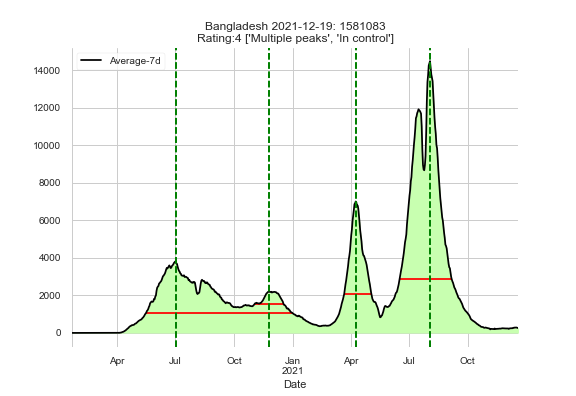 Bangladesh 2021-12-19: 1581083
Rating:4 ['Multiple peaks', 'In control']
Average-7d
14000
12000
10000
8000
6000
4000
2000
0
Apr Jul Oct Jan Apr Jul Oct
2021
Date